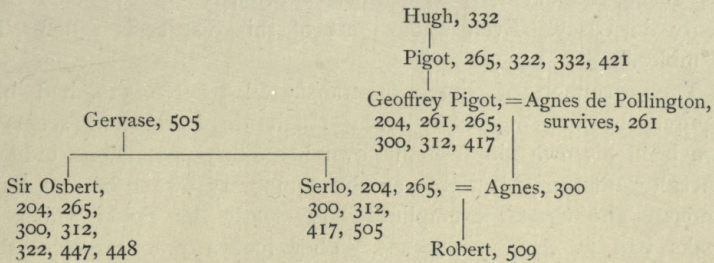 Hugh, 332
Pigot, 265, 322, 332, 421
Geoffrey Pigot, = Agnes de Pollington,
204, 261, 265, survives, 261
300, 312, 417
Gervase, 505
Sir Osbert,
204, 265,
300, 312,
322, 447, 448
Serlo, 204, 265, = Agnes, 300
300, 312,
417, 505
Robert, 509